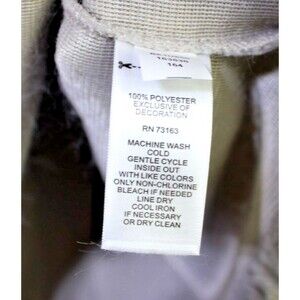 164
100% POLYESTER
EXCLUSIVE OF
DECORATION
RN 73163
MACHINE WASH
COLD
GENTLE CYCLE
INSIDE OUT
WITH LIKE COLORS
ONLY NON-CHLORINE
BLEACH IF NEEDED
LINE DRY
COOL IRON
IF NECESSARY
OR DRY CLEAN